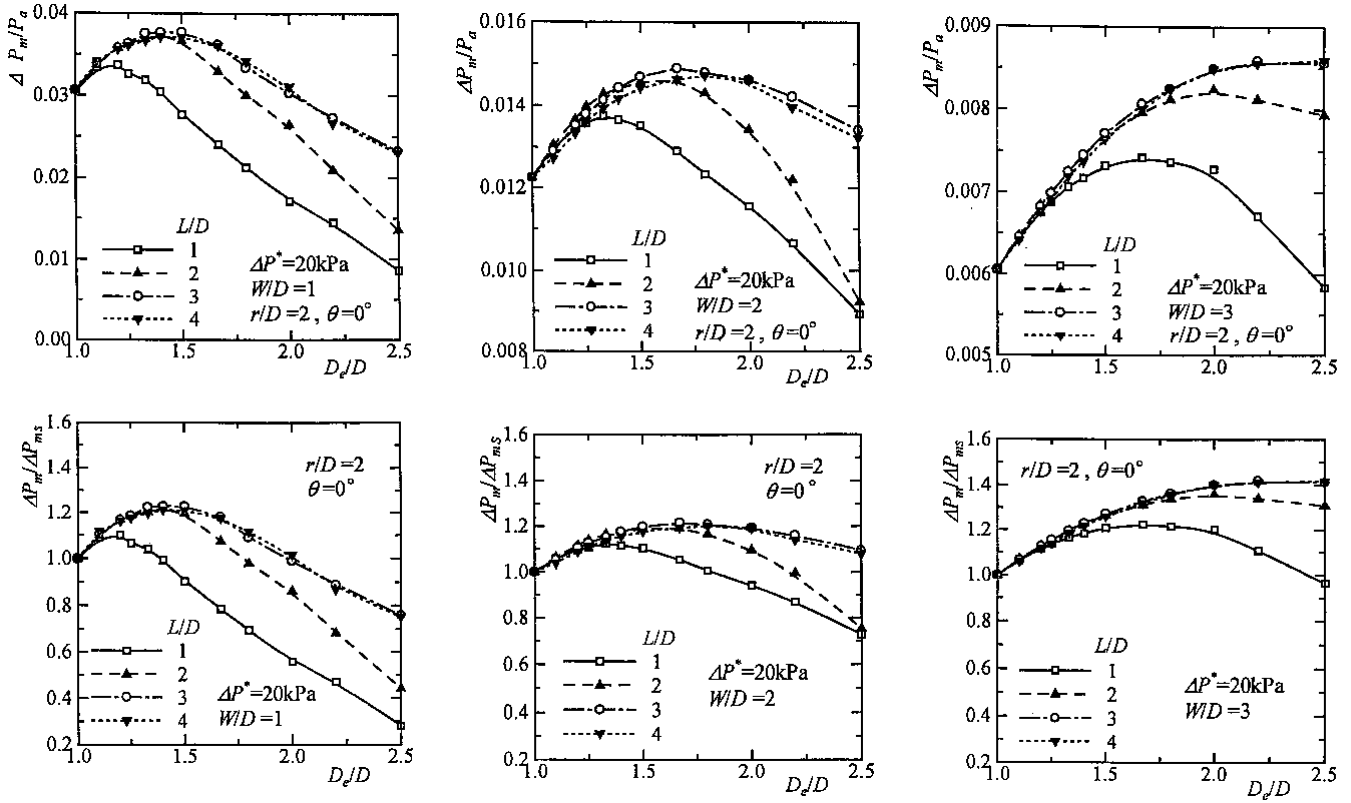 Δ P_m/P_a
0.04
0.03
0.02
0.01
0.00
L/D
1
2
3
4
ΔP*=20kPa
W/D=1
r/D=2 , θ=0°
1.0 1.5 2.0 2.5
D_e/D
ΔP_m/P_a
0.016
0.014
0.012
0.010
0.008
L/D
1
2
3
4
ΔP*=20kPa
W/D=2
r/D=2, θ=0°
1.0 1.5 2.0 2.5
D_e/D
ΔP_m/P_a
0.009
0.008
0.007
0.006
0.005
L/D
1
2
3
4
ΔP*=20kPa
W/D=3
r/D=2, θ=0°
1.0 1.5 2.0 2.5
D_e/D
ΔP_m/ΔP_ms
1.6
1.4
1.2
1.0
0.8
0.6
0.4
0.2
r/D=2
θ=0°
L/D
1
2
3
4
ΔP*=20kPa
W/D=1
1.0 1.5 2.0 2.5
D_e/D
ΔP_m/ΔP_ms
1.6
1.4
1.2
1.0
0.8
0.6
0.4
0.2
r/D=2
θ=0°
L/D
1
2
3
4
ΔP*=20kPa
W/D=2
1.0 1.5 2.0 2.5
D_e/D
ΔP_m/ΔP_ms
1.6
1.4
1.2
1.0
0.8
0.6
0.4
0.2
r/D=2 , θ=0°
L/D
1
2
3
4
ΔP*=20kPa
W/D=3
1.0 1.5 2.0 2.5
D_e/D